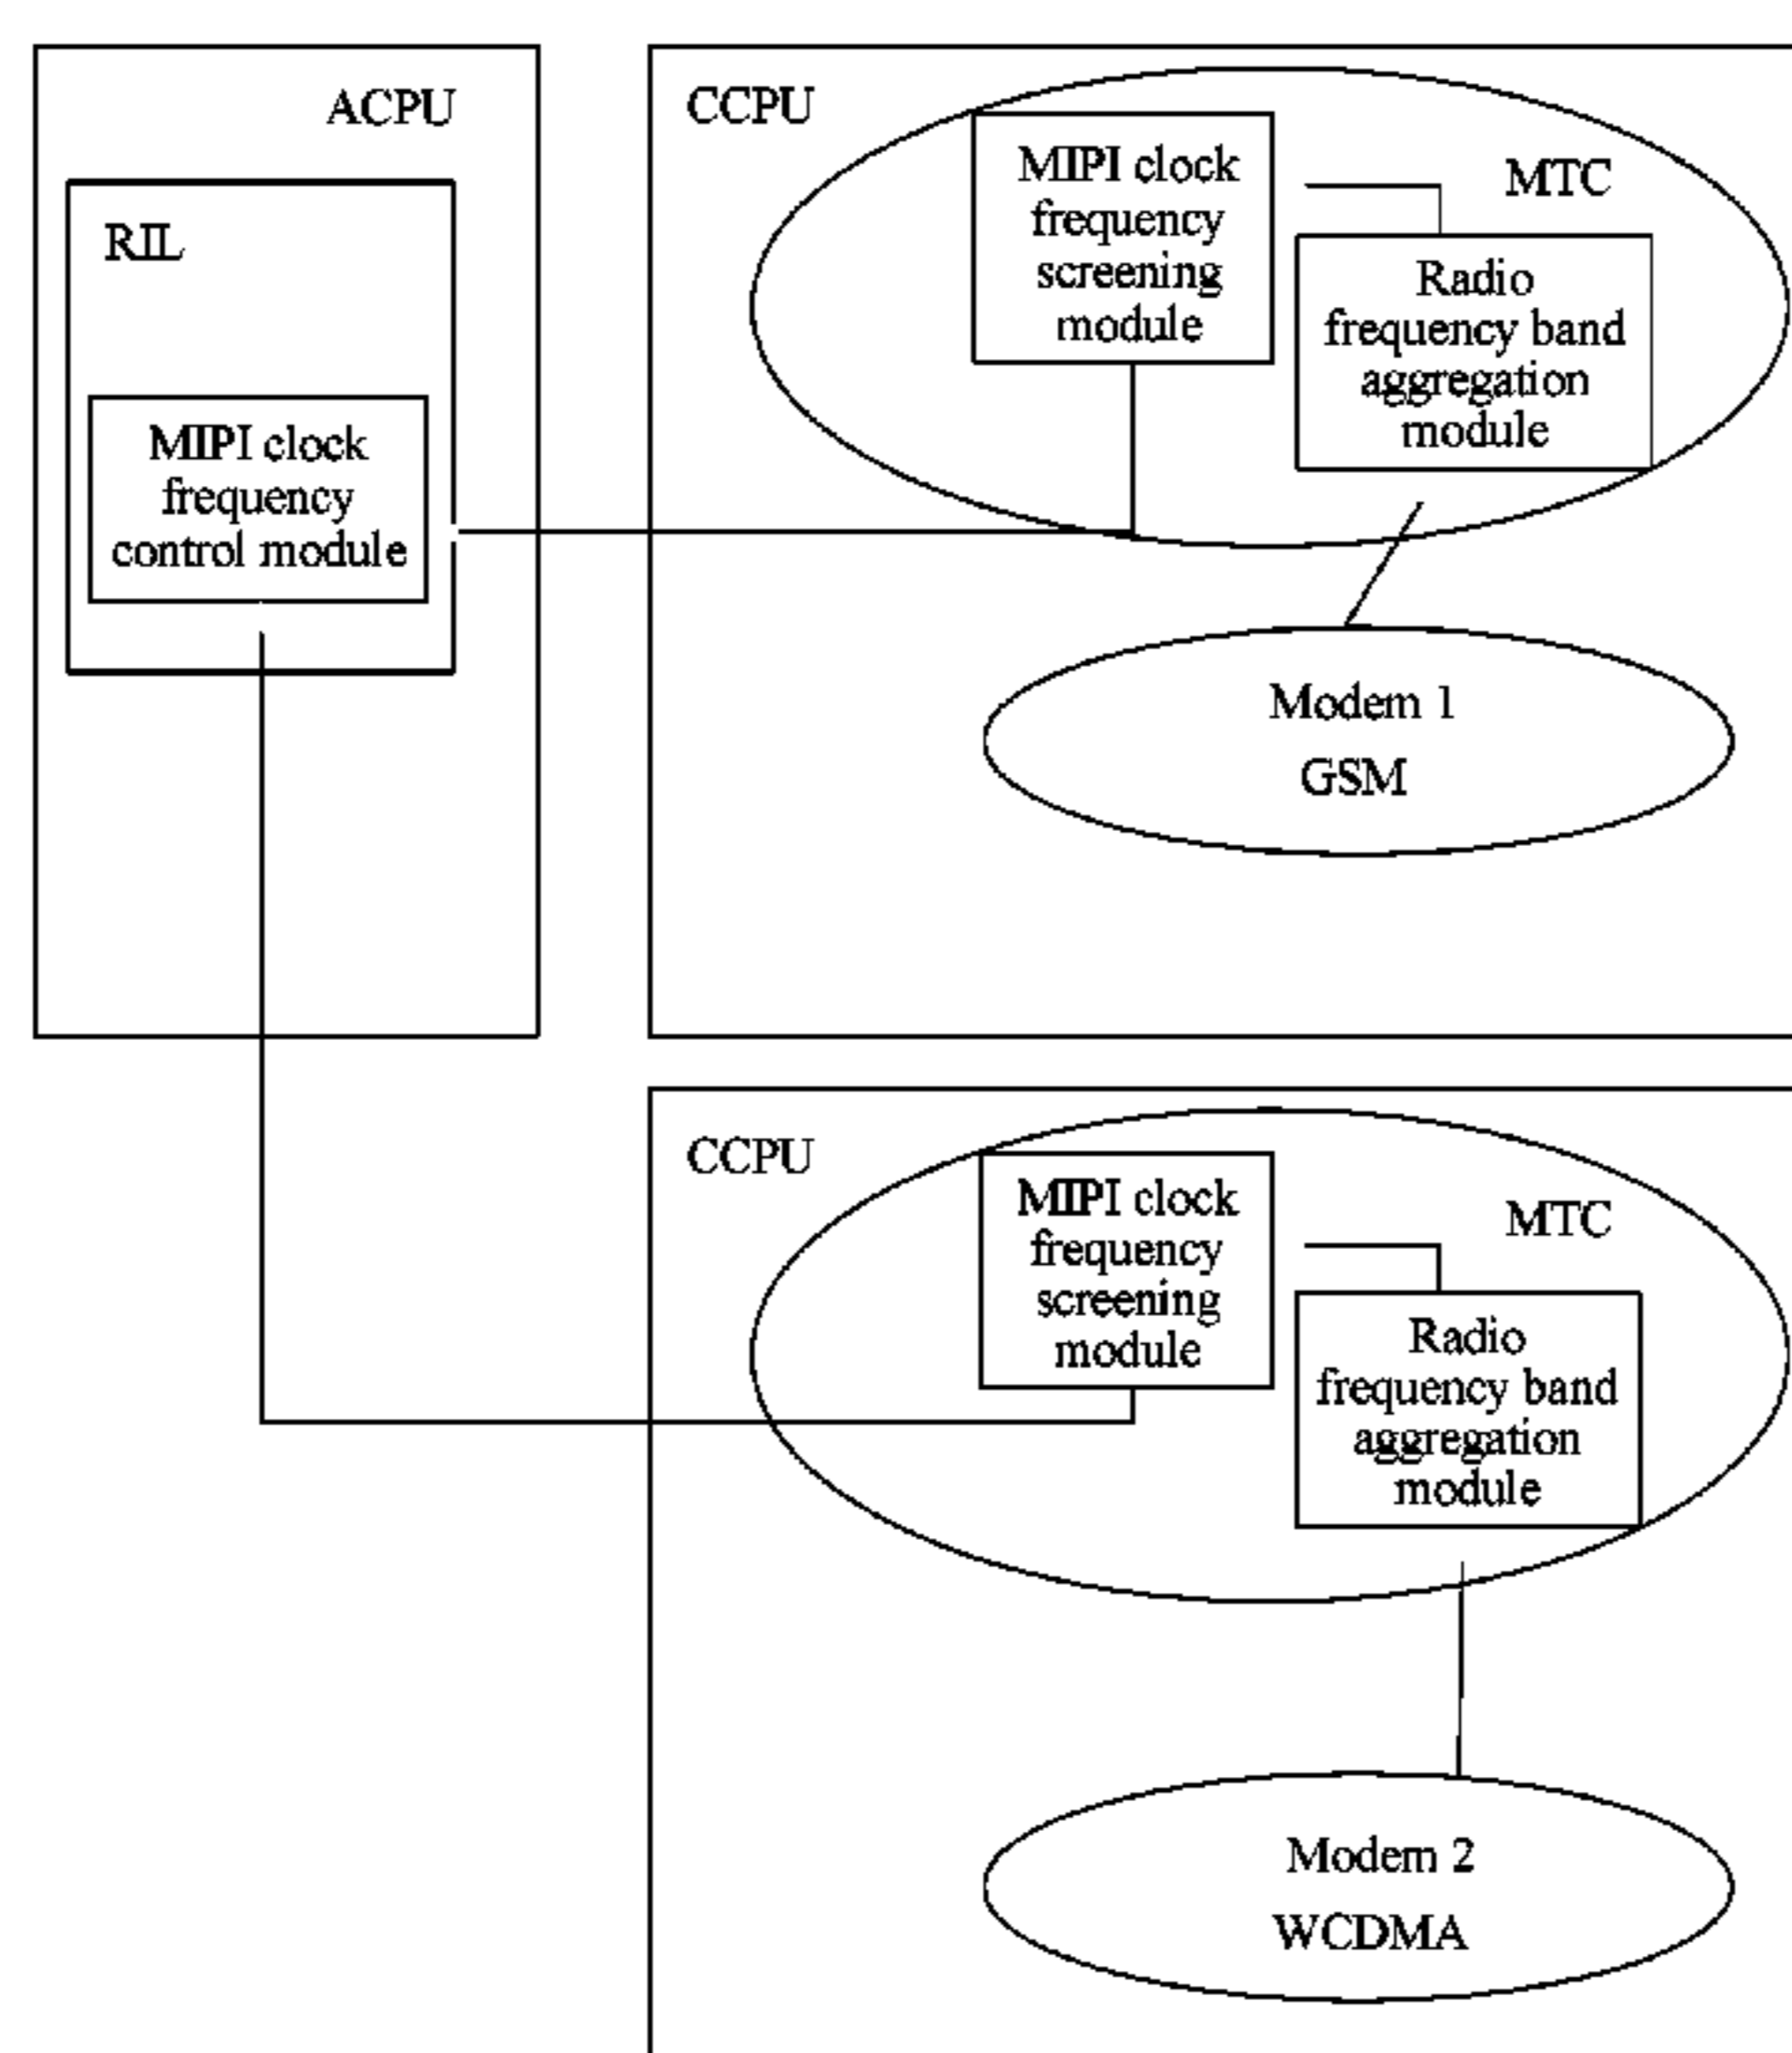 ACPU
RIL
MIPI clock
frequency
control module
CCPU
MIPI clock
frequency
screening
module
MTC
Radio
frequency band
aggregation
module
Modem 1
GSM
CCPU
MIPI clock
frequency
screening
module
MTC
Radio
frequency band
aggregation
module
Modem 2
WCDMA